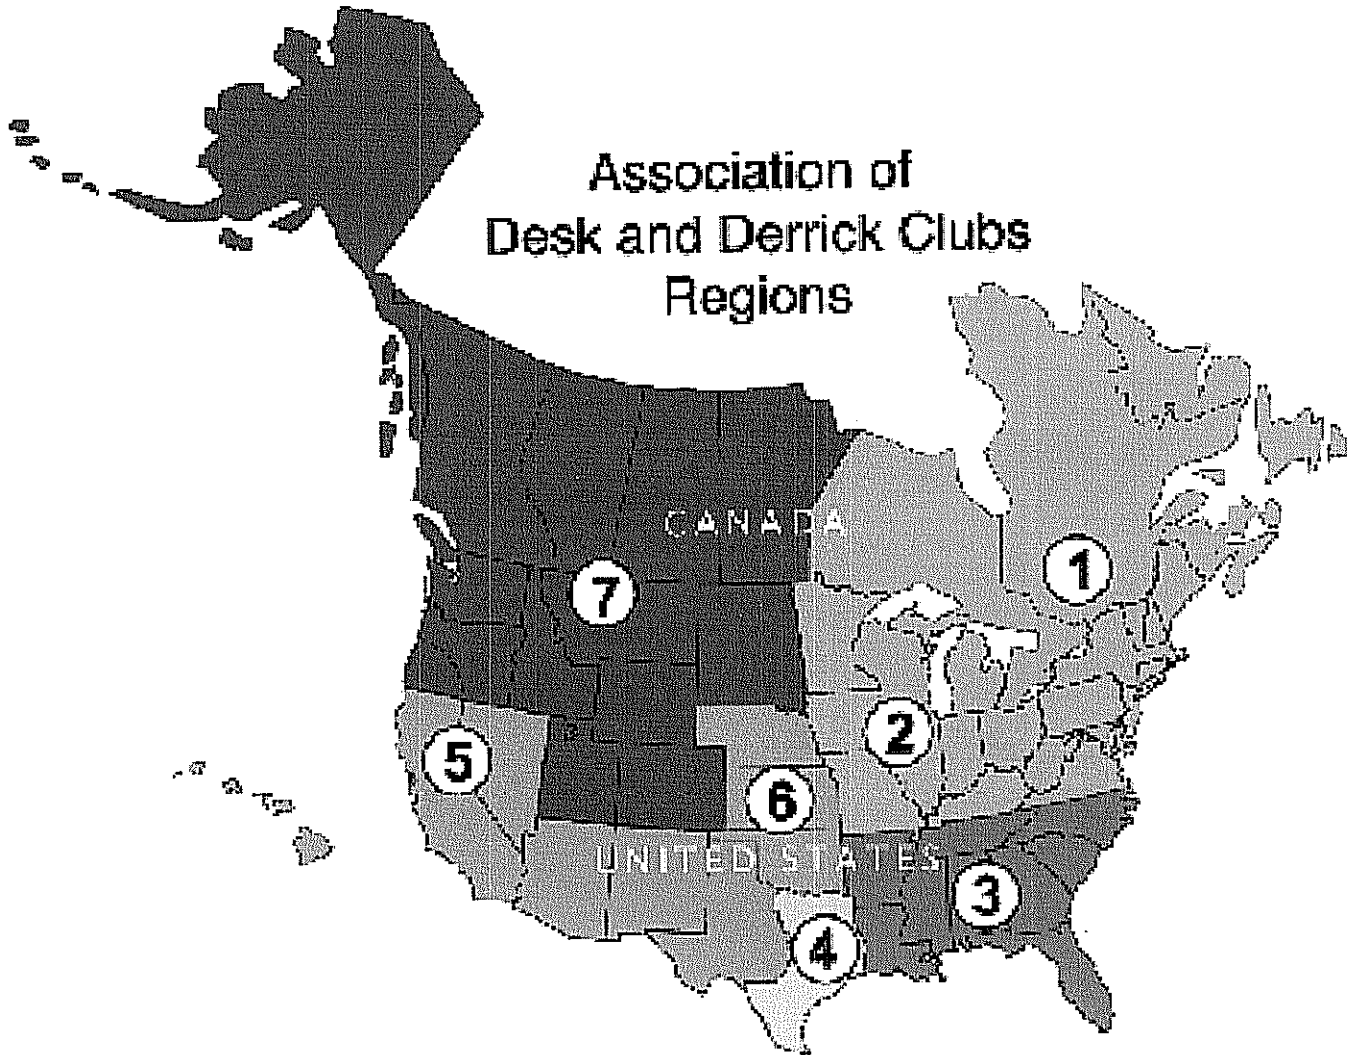 Association of
Desk and Derrick Clubs
Regions
CANADA
1
7
2
5
6
UNITED STATES
3
4